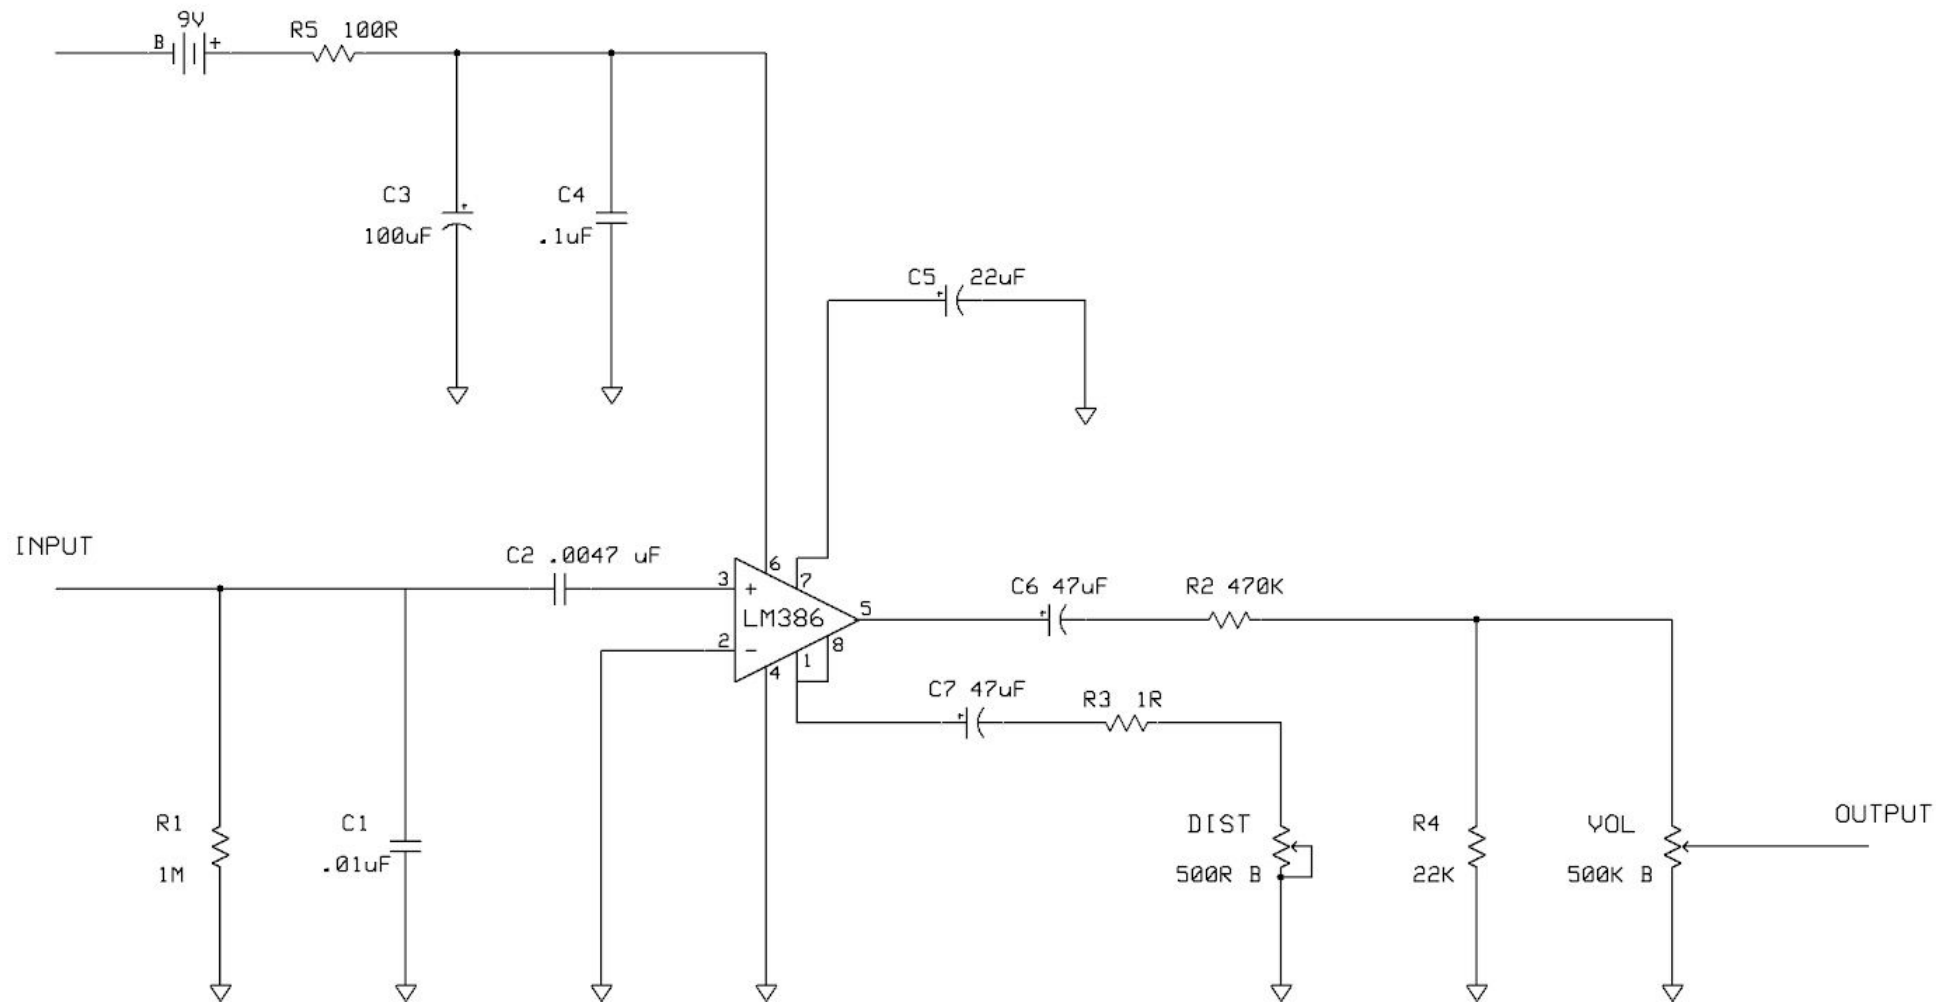 9V
B
+
R5 100R
C3
100uF
C4
.1uF
C5 22uF
INPUT
C2 .0047 uF
3
+
6
7
LM386
5
2
-
4
1
8
C6 47uF
R2 470K
C7 47uF
R3 1R
R1
1M
C1
.01uF
DIST
500R B
R4
22K
VOL
500K B
OUTPUT